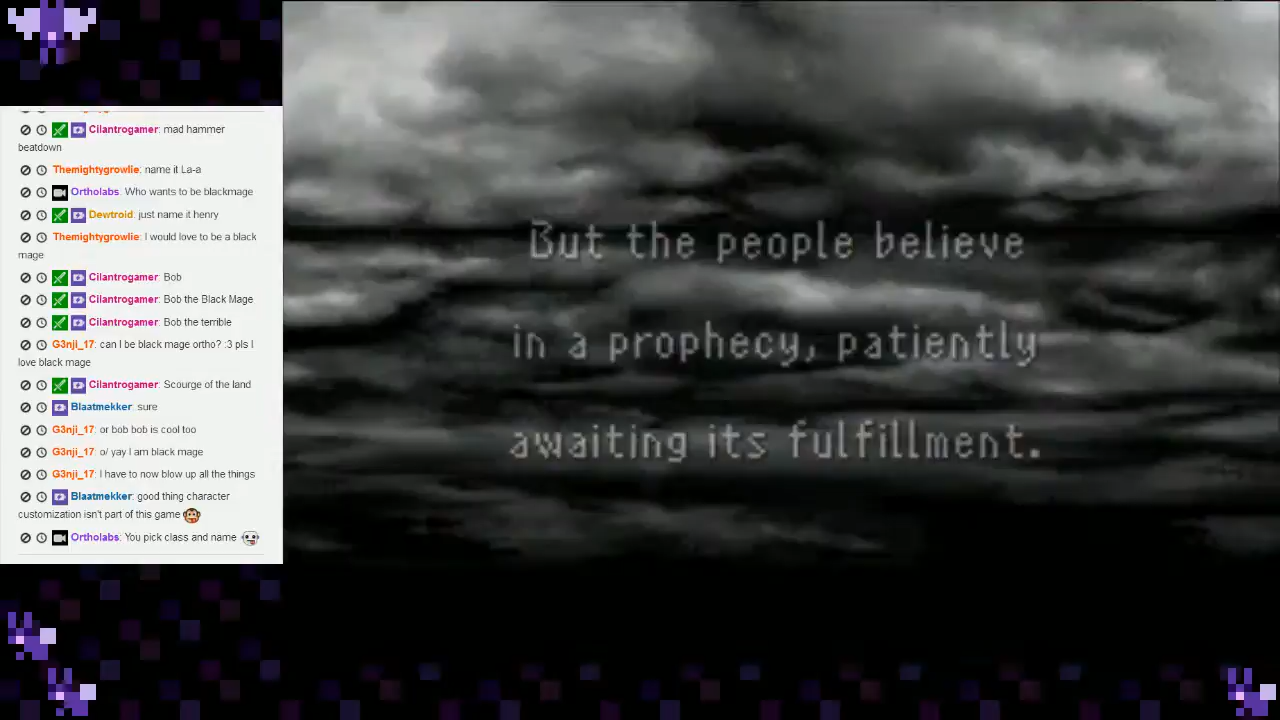 Cilantrogamer: mad hammer
beatdown
Themightygrowlie: name it La-a
Ortholabs: Who wants to be blackmage
Dewtroid: just name it henry
Themightygrowlie: I would love to be a black
mage
Cilantrogamer: Bob
Cilantrogamer: Bob the Black Mage
Cilantrogamer: Bob the terrible
G3nji_17: can I be black mage ortho? :3 pls I
love black mage
Cilantrogamer: Scourge of the land
Blaatmekker: sure
G3nji_17: or bob bob is cool too
G3nji_17: o/ yay I am black mage
G3nji_17: I have to now blow up all the things
Blaatmekker: good thing character
customization isn't part of this game
Ortholabs: You pick class and name
But the people believe
in a prophecy, patiently
awaiting its fulfillment.